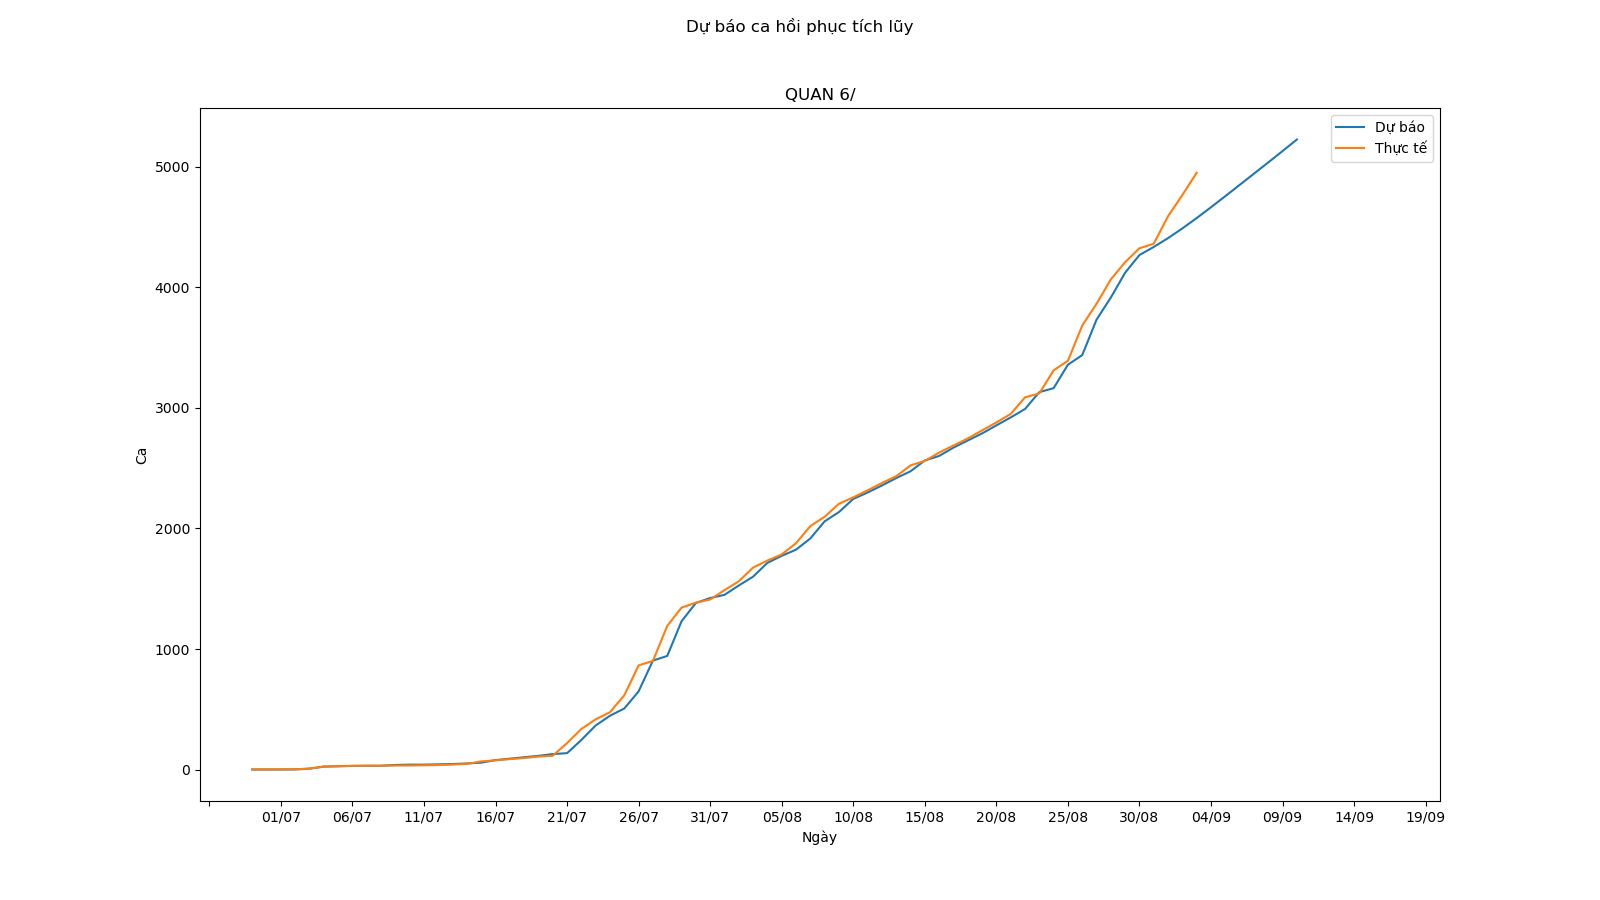 Dự báo ca hồi phục tích lũy
QUAN 6/
Dự báo
Thực tế
5000
4000
3000
2000
1000
0
Ca
01/07 06/07 11/07 16/07 21/07 26/07 31/07 05/08 10/08 15/08 20/08 25/08 30/08 04/09 09/09 14/09 19/09
Ngày